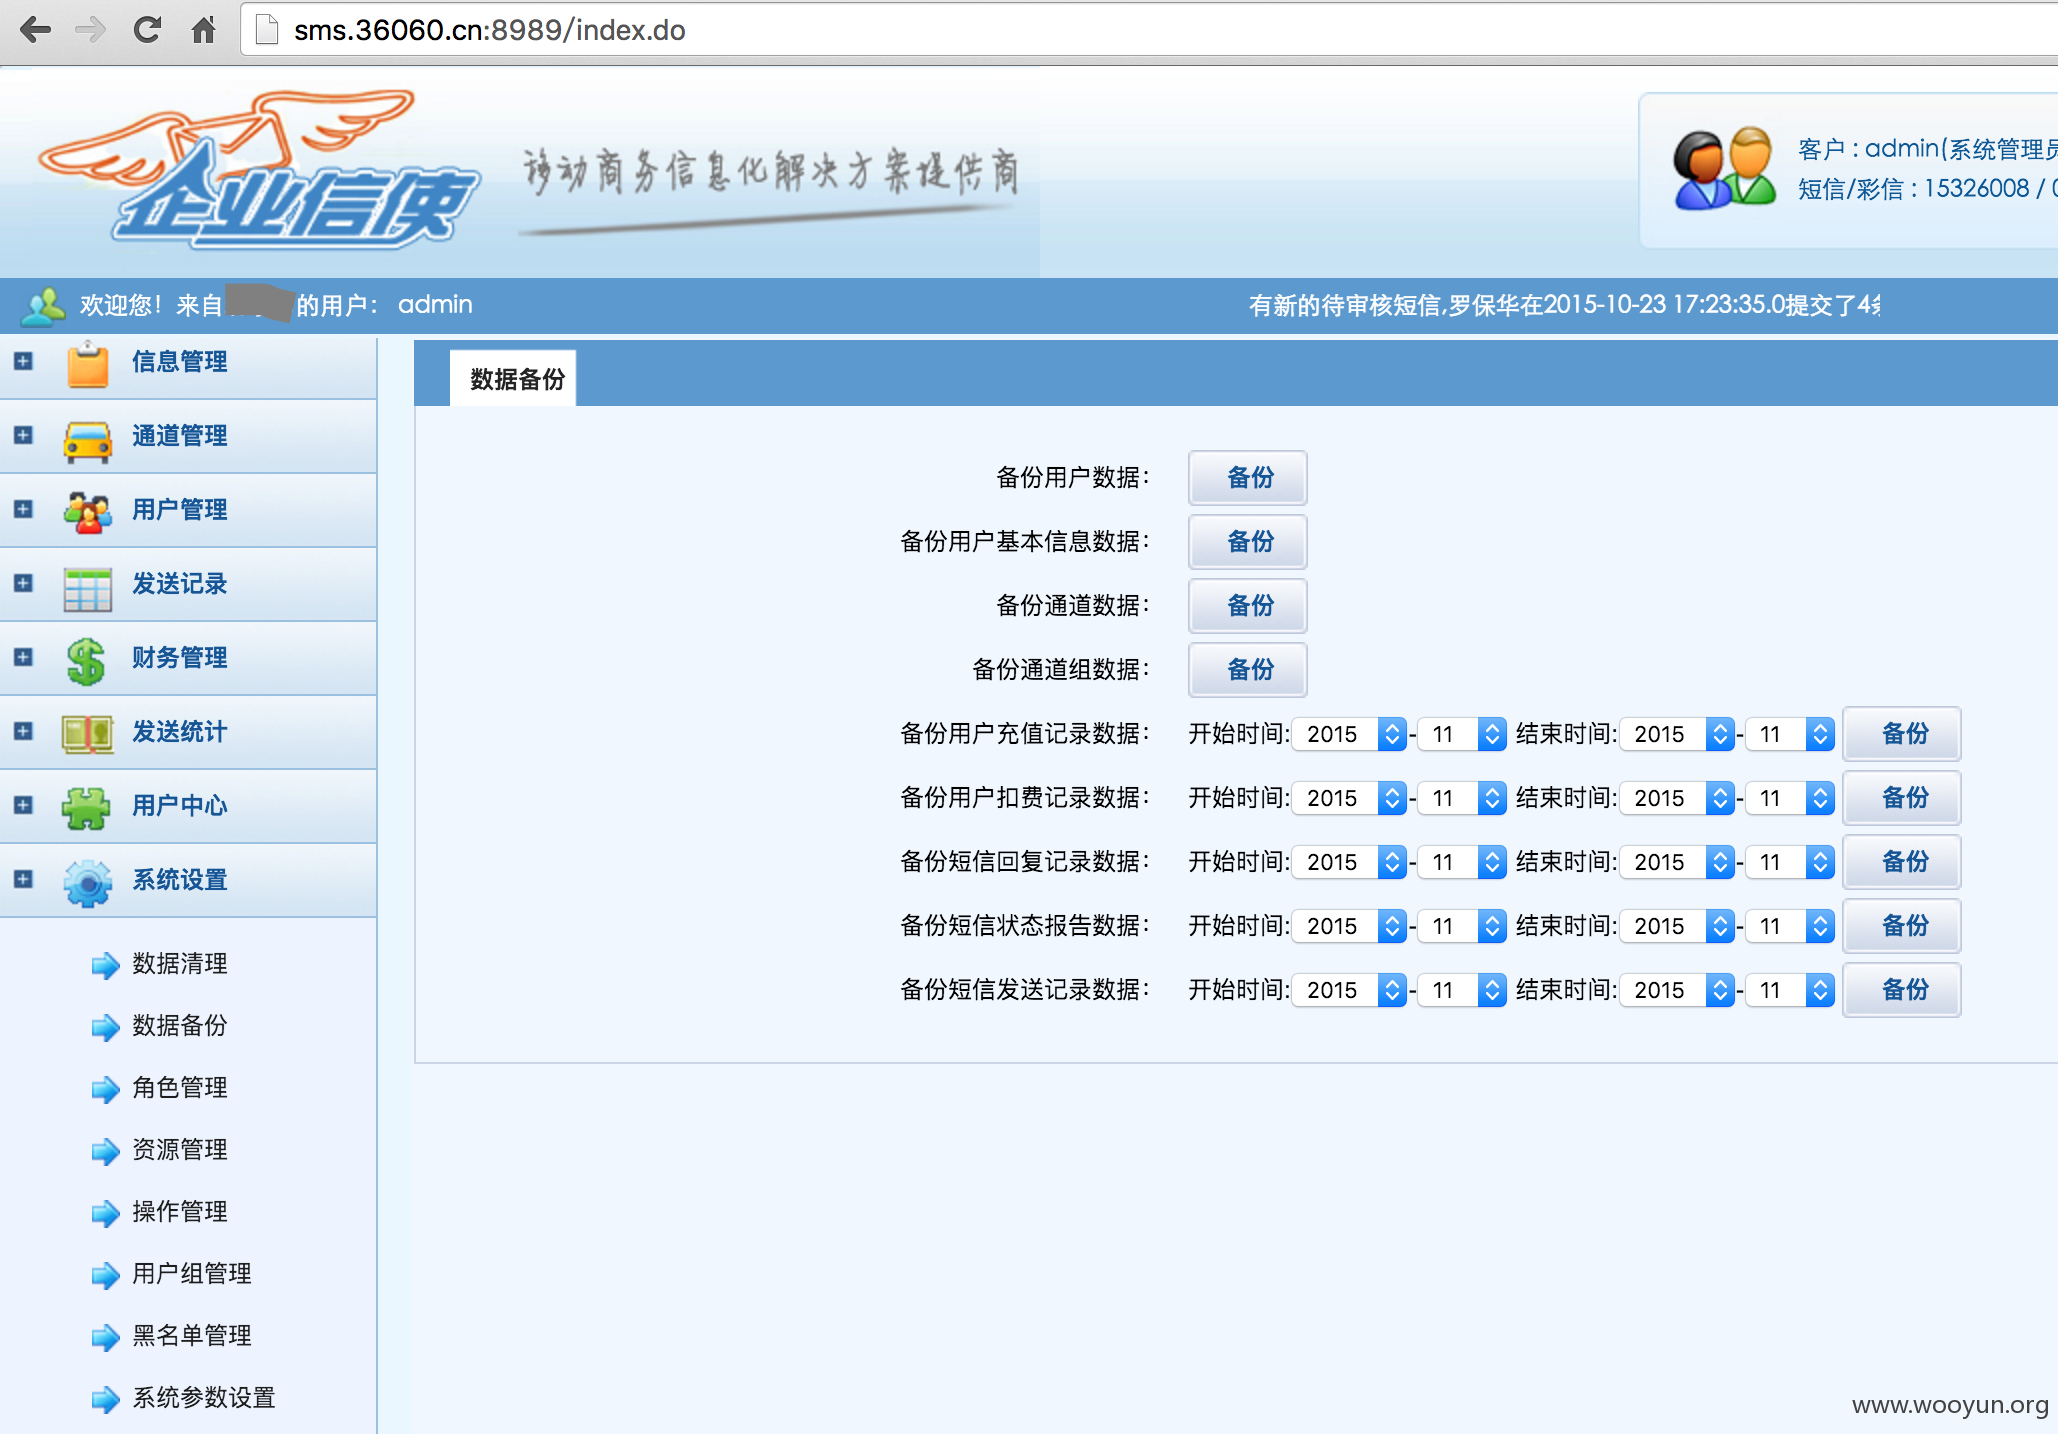 sms.36060.cn:8989/index.do
企业信使
移动商务信息化解决方案提供商
客户 : admin(系统管理员
短信/彩信 : 15326008 /
欢迎您！来自 的用户： admin
有新的待审核短信,罗保华在2015-10-23 17:23:35.0提交了4
信息管理
通道管理
用户管理
发送记录
财务管理
发送统计
用户中心
系统设置
数据清理
数据备份
角色管理
资源管理
操作管理
用户组管理
黑名单管理
系统参数设置
数据备份
备份用户数据： 备份
备份用户基本信息数据： 备份
备份通道数据： 备份
备份通道组数据： 备份
备份用户充值记录数据： 开始时间: 2015 - 11 结束时间: 2015 - 11 备份
备份用户扣费记录数据： 开始时间: 2015 - 11 结束时间: 2015 - 11 备份
备份短信回复记录数据： 开始时间: 2015 - 11 结束时间: 2015 - 11 备份
备份短信状态报告数据： 开始时间: 2015 - 11 结束时间: 2015 - 11 备份
备份短信发送记录数据： 开始时间: 2015 - 11 结束时间: 2015 - 11 备份
www.wooyun.org